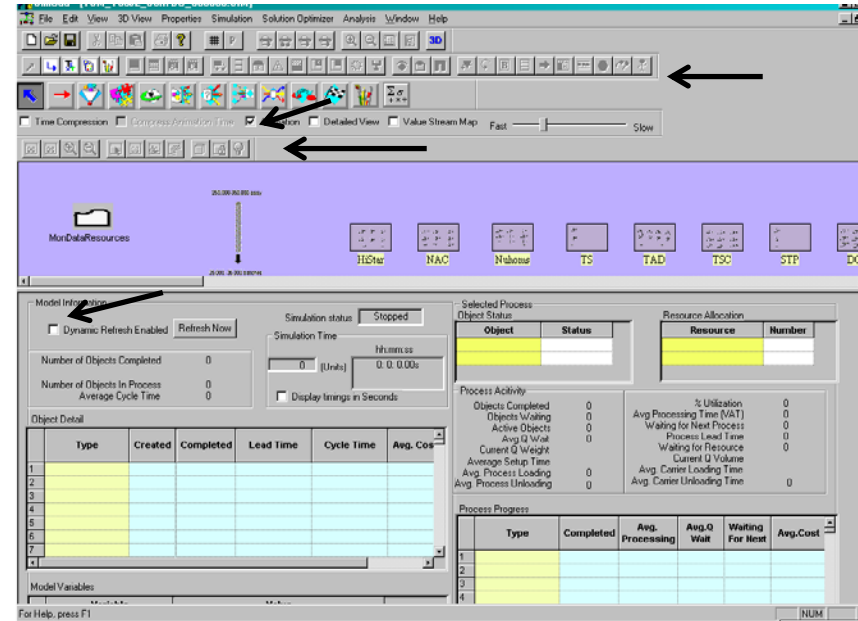 File Edit View 3D View Properties Simulation Solution Optimizer Analysis Window Help
3D
Time Compression Compress Animation Time Detailed View Value Stream Map Fast Slow
MonDataResources
HiStar NAC Nuhoms TS TAD TSC STP
Model Information
Dynamic Refresh Enabled Refresh Now
Simulation status Stopped
Simulation Time
hh:mm:ss
0 (Units) 0. 0. 0.00s
Display timings in Seconds
Number of Objects Completed 0
Number of Objects In Process 0
Average Cycle Time 0
Object Detail
Type Created Completed Lead Time Cycle Time Avg. Cos
1
2
3
4
5
6
7
Model Variables
Selected Process
Object Status
Object Status
Resource Allocation
Resource Number
Process Acitivity
Objects Completed 0
Objects Waiting 0
Active Objects 0
Avg Q Wait 0
Current Q Weight
Average Setup Time
Avg. Process Loading 0
Avg. Process Unloading 0
% Utilization 0
Avg Processing Time (VAT) 0
Waiting for Next Process 0
Process Lead Time 0
Waiting for Resource 0
Current Q Volume
Avg. Carrier Loading Time
Avg. Carrier Unloading Time 0
Process Progress
Type Completed Avg. Processing Avg.Q Wait Waiting For Next Avg.Cost
1
2
3
4
For Help, press F1
NUM